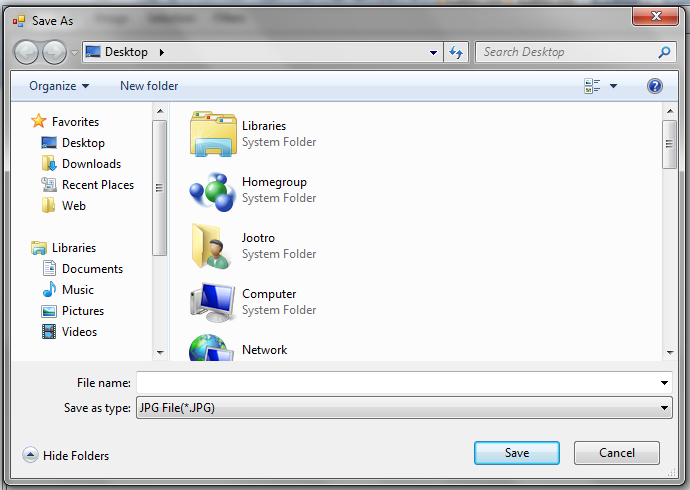 Save As
Desktop
Search Desktop
Organize New folder
Favorites
Desktop
Downloads
Recent Places
Web
Libraries
Documents
Music
Pictures
Videos
Libraries
System Folder
Homegroup
System Folder
Jootro
System Folder
Computer
System Folder
Network
File name:
Save as type: JPG File(*.JPG)
Hide Folders Save Cancel